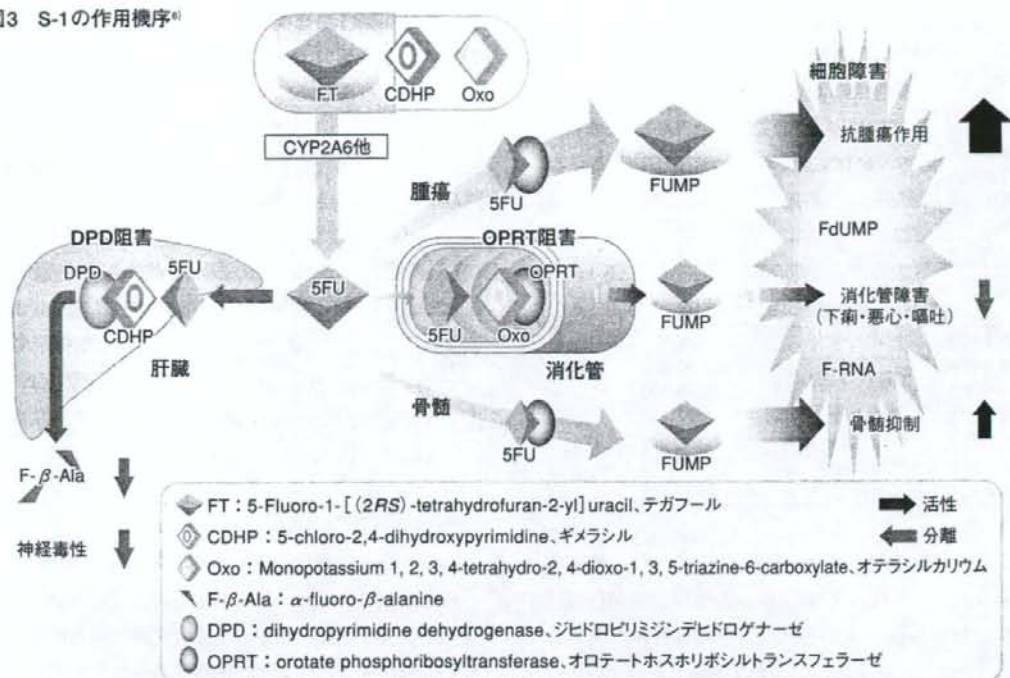 図3 S-1の作用機序⁶⁾
FT
CDHP
Oxo
CYP2A6他
腫瘍
5FU
FUMP
細胞障害
抗腫瘍作用
FdUMP
DPD阻害
DPD
5FU
CDHP
肝臓
5FU
OPRT阻害
OPRT
5FU
Oxo
消化管
FUMP
消化管障害
(下痢・悪心・嘔吐)
F-RNA
骨髄
5FU
FUMP
骨髄抑制
F-β-Ala
神経毒性
FT:5-Fluoro-1-[(2RS)-tetrahydrofuran-2-yl]uracil、テガフール
CDHP:5-chloro-2,4-dihydroxypyrimidine、ギメラシル
Oxo:Monopotassium 1, 2, 3, 4-tetrahydro-2, 4-dioxo-1, 3, 5-triazine-6-carboxylate、オテラシルカリウム
F-β-Ala:α-fluoro-β-alanine
DPD:dihydropyrimidine dehydrogenase、ジヒドロピリミジンデヒドロゲナーゼ
OPRT:orotate phosphoribosyltransferase、オロテートホスホリボシルトランスフェラーゼ
活性
分離